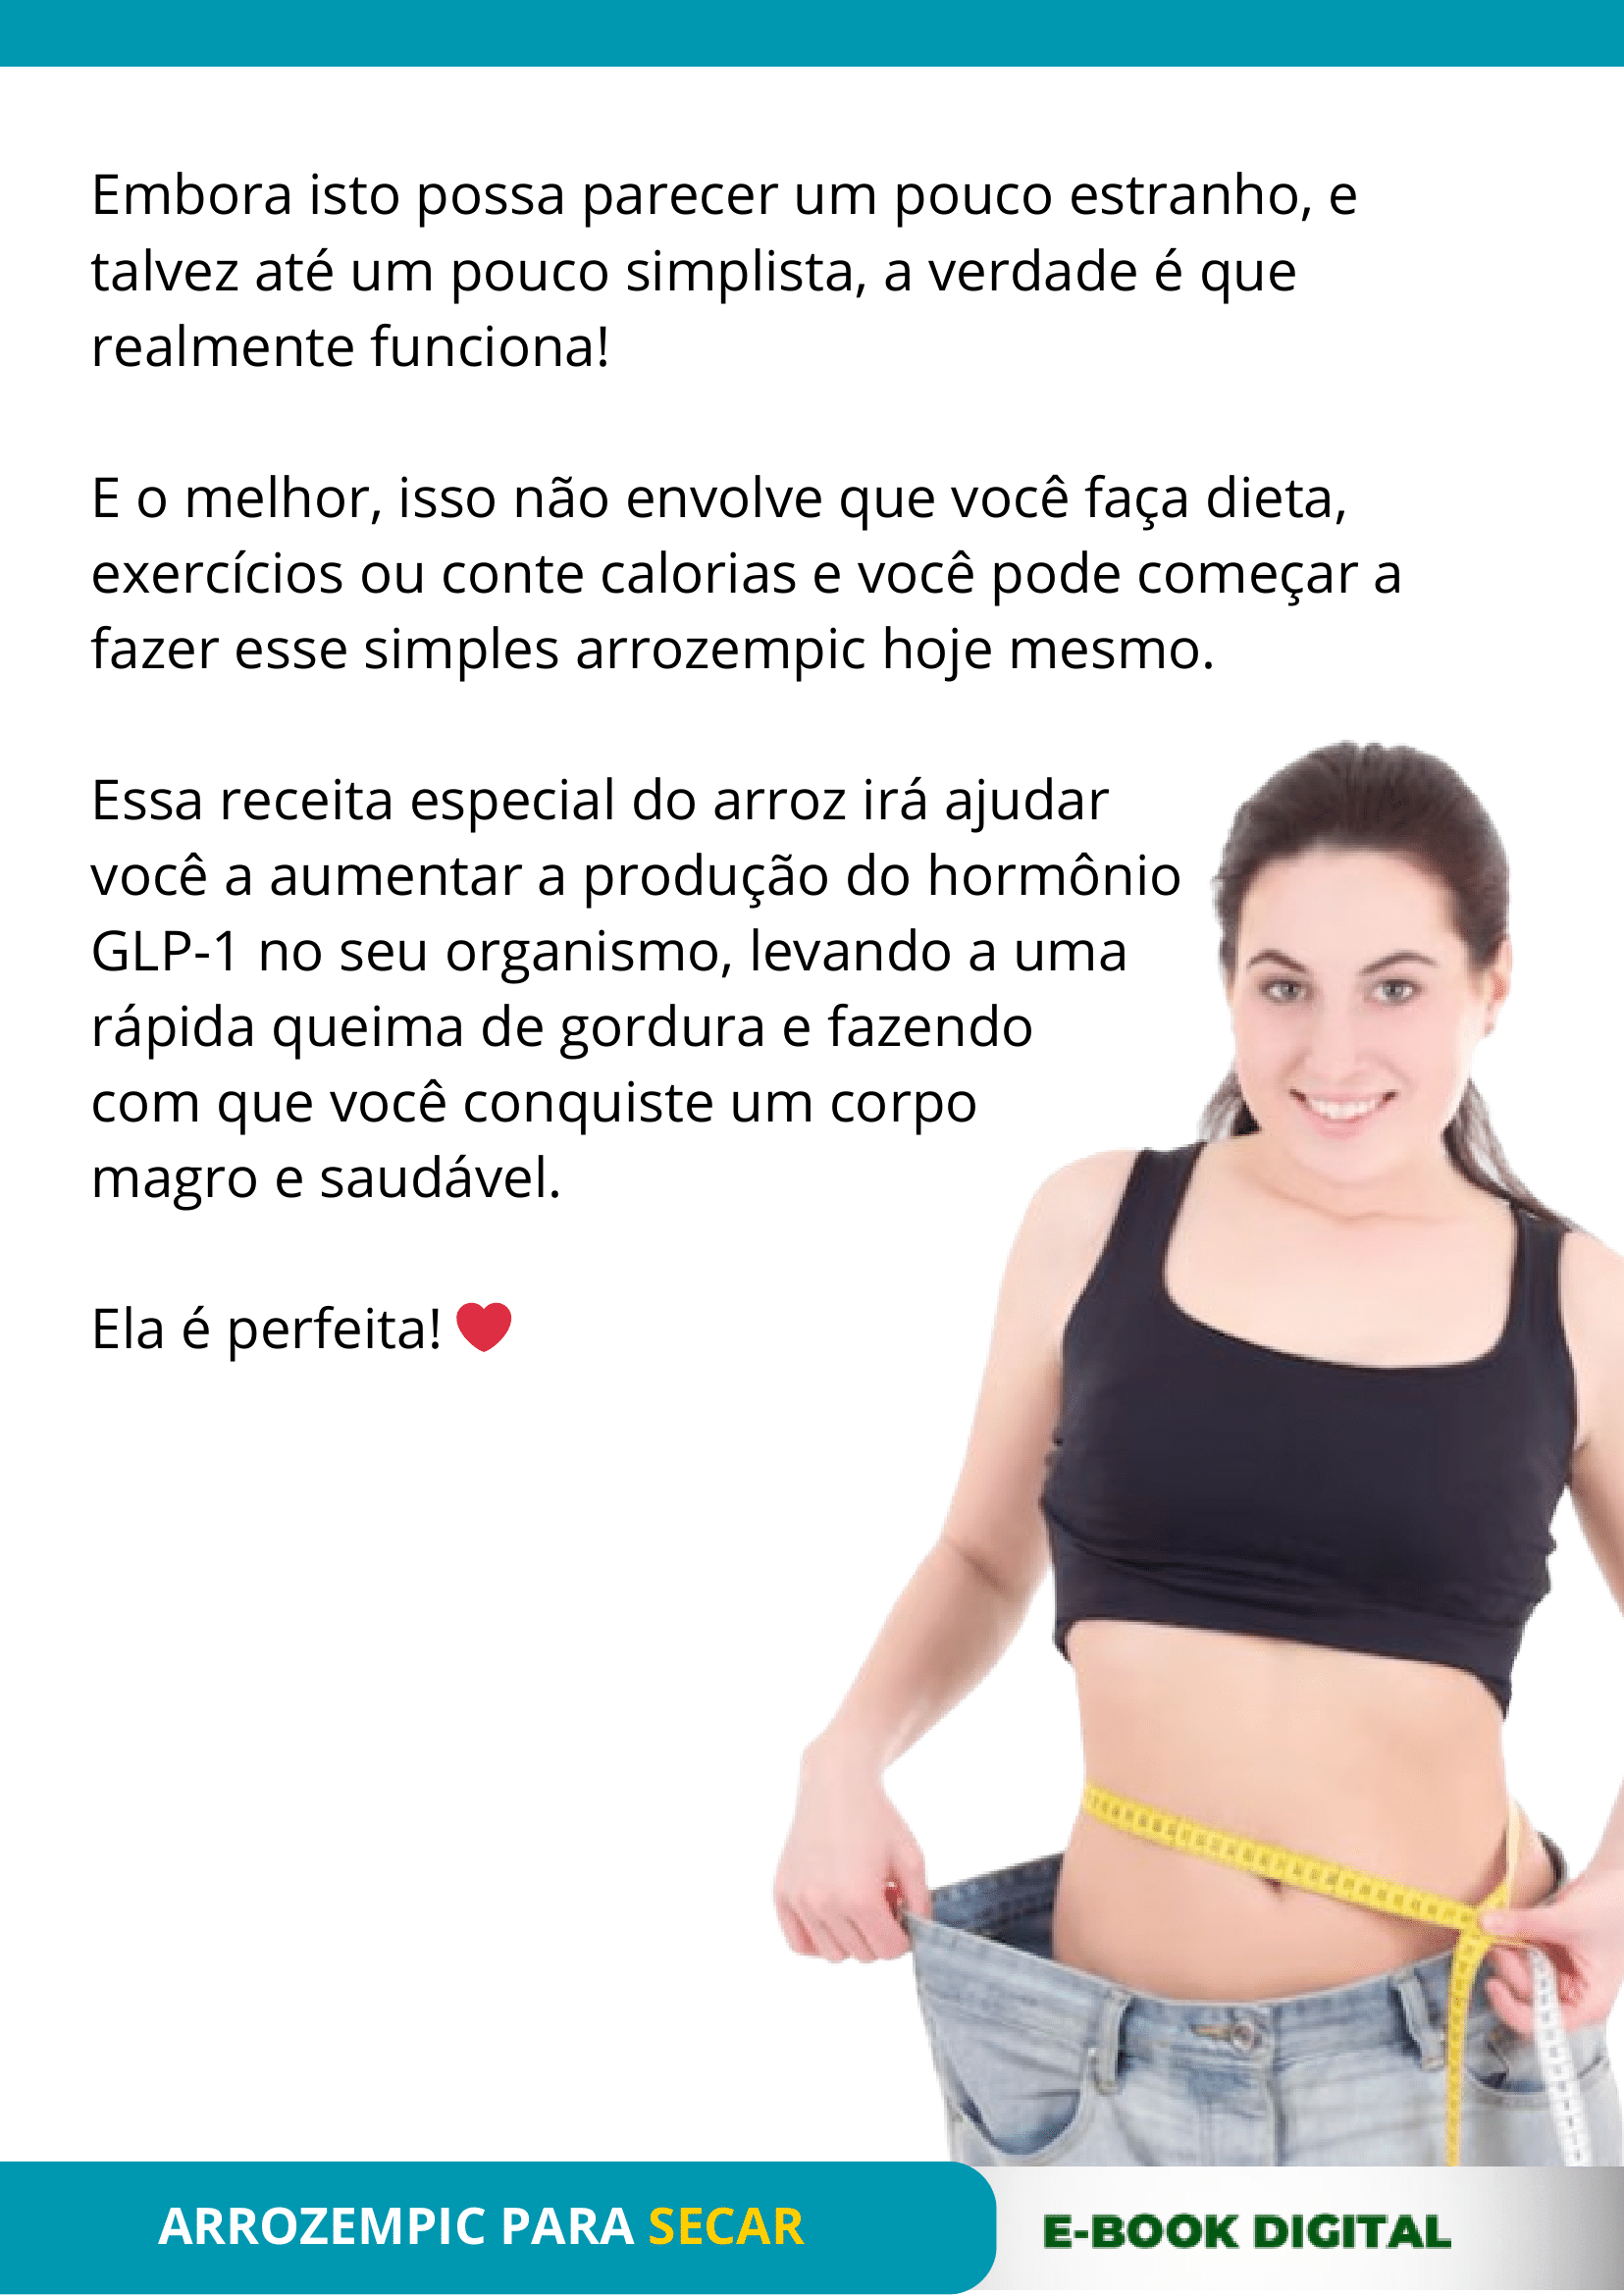 Embora isto possa parecer um pouco estranho, e
talvez até um pouco simplista, a verdade é que
realmente funciona!
E o melhor, isso não envolve que você faça dieta,
exercícios ou conte calorias e você pode começar a
fazer esse simples arrozempic hoje mesmo.
Essa receita especial do arroz irá ajudar
você a aumentar a produção do hormônio
GLP-1 no seu organismo, levando a uma
rápida queima de gordura e fazendo
com que você conquiste um corpo
magro e saudável.
Ela é perfeita! ❤️
ARROZEMPIC PARA SECAR
E-BOOK DIGITAL